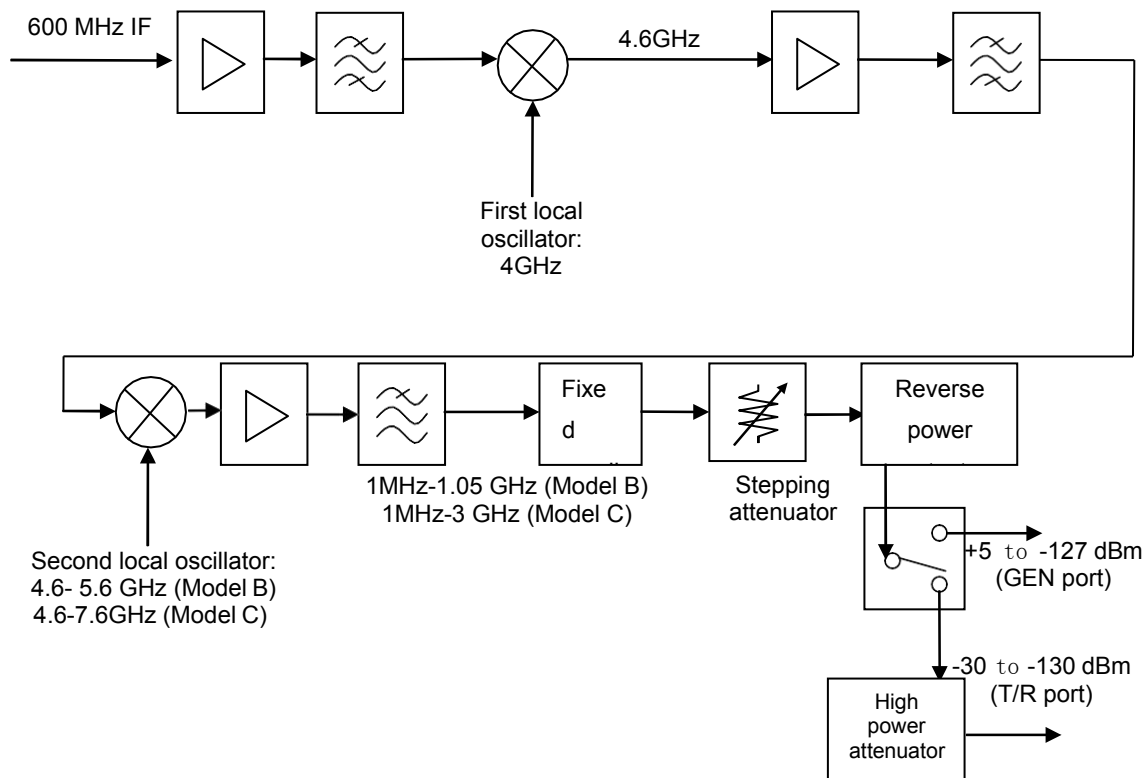 600 MHz IF
4.6GHz
First local
oscillator:
4GHz
Fixe
d
Reverse
power
1MHz-1.05 GHz (Model B)
1MHz-3 GHz (Model C)
Stepping
attenuator
Second local oscillator:
4.6- 5.6 GHz (Model B)
4.6-7.6GHz (Model C)
+5 to -127 dBm
(GEN port)
-30 to -130 dBm
(T/R port)
High
power
attenuator